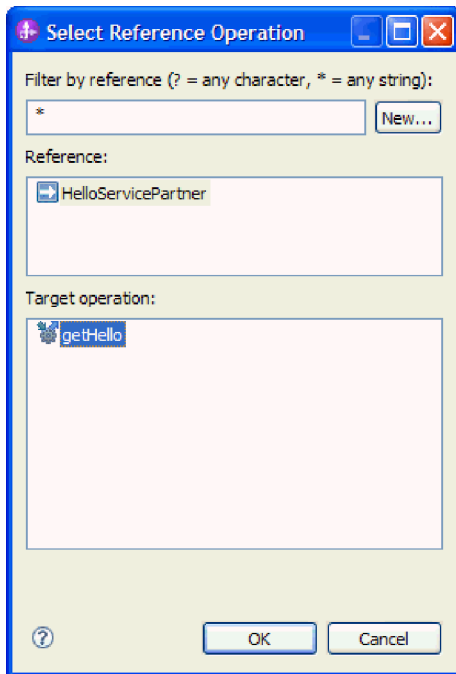 Select Reference Operation
Filter by reference (? = any character, * = any string):
*
New...
Reference:
HelloServicePartner
Target operation:
getHello
?
OK
Cancel